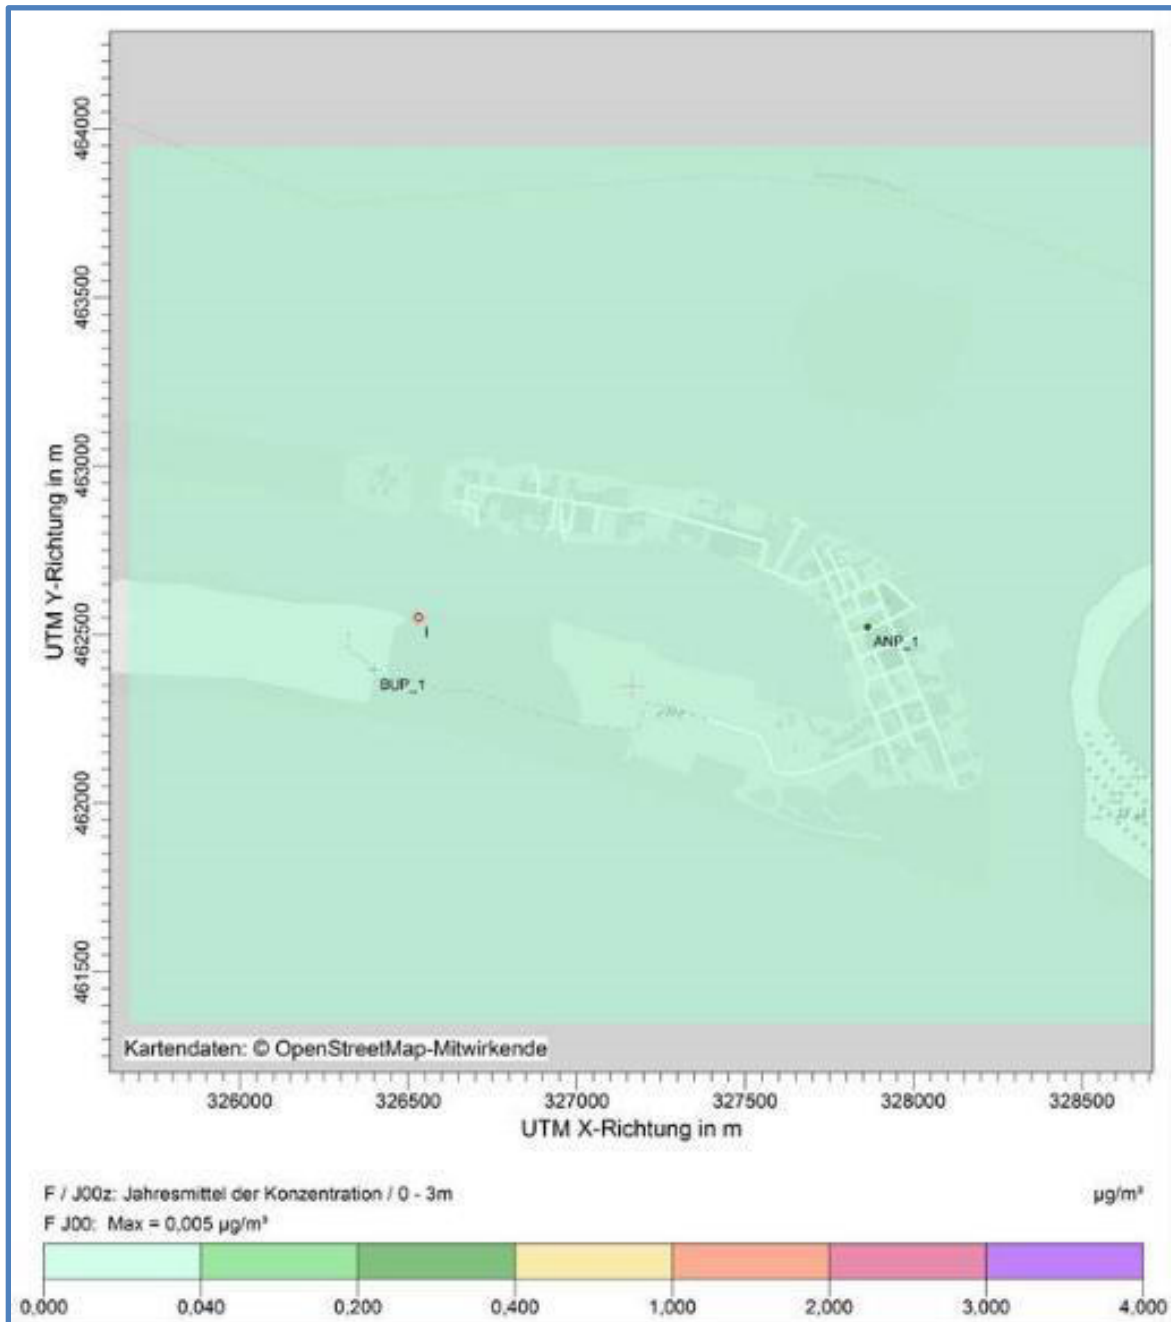 464000
463500
463000
462500
462000
461500
UTM Y-Richtung in m
I
BUP_1
ANP_1
Kartendaten: © OpenStreetMap-Mitwirkende
326000 326500 327000 327500 328000 328500
UTM X-Richtung in m
F / J00z: Jahresmittel der Konzentration / 0 - 3m µg/m³
F J00: Max = 0,005 µg/m³
0,000 0,040 0,200 0,400 1,000 2,000 3,000 4,000